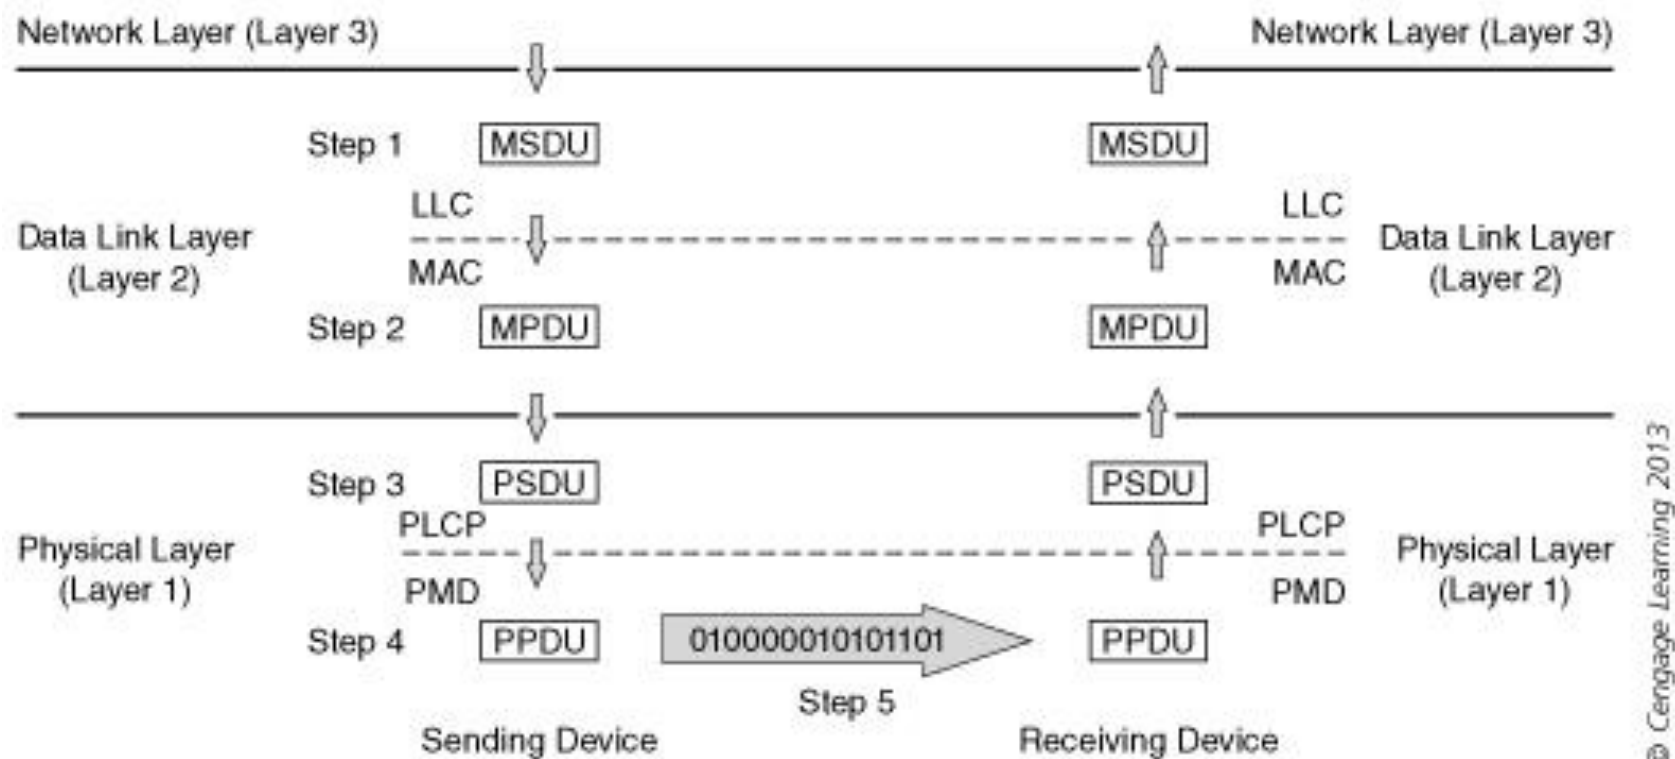 Network Layer (Layer 3)
Network Layer (Layer 3)
Step 1
MSDU
MSDU
LLC
LLC
Data Link Layer
(Layer 2)
Data Link Layer
(Layer 2)
MAC
MAC
Step 2
MPDU
MPDU
Step 3
PSDU
PSDU
PLCP
PLCP
Physical Layer
(Layer 1)
Physical Layer
(Layer 1)
PMD
PMD
Step 4
PPDU
010000010101101
PPDU
Step 5
Sending Device
Receiving Device
© Cengage Learning 2013